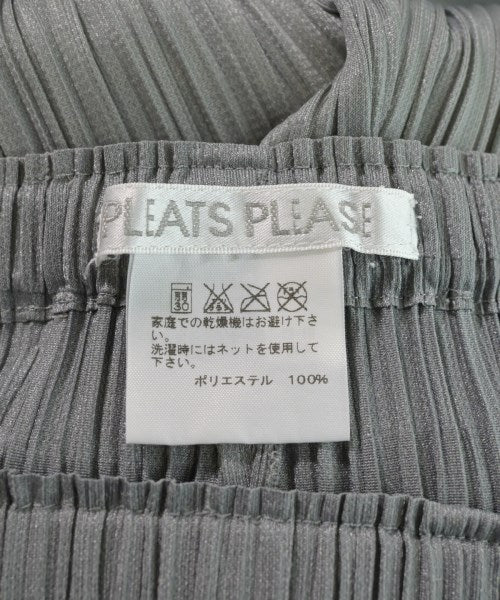 PLEATS PLEASE
30
家庭での乾燥機はお避け下さ
い。
洗濯時にはネットを使用して
下さい。
ポリエステル 100%